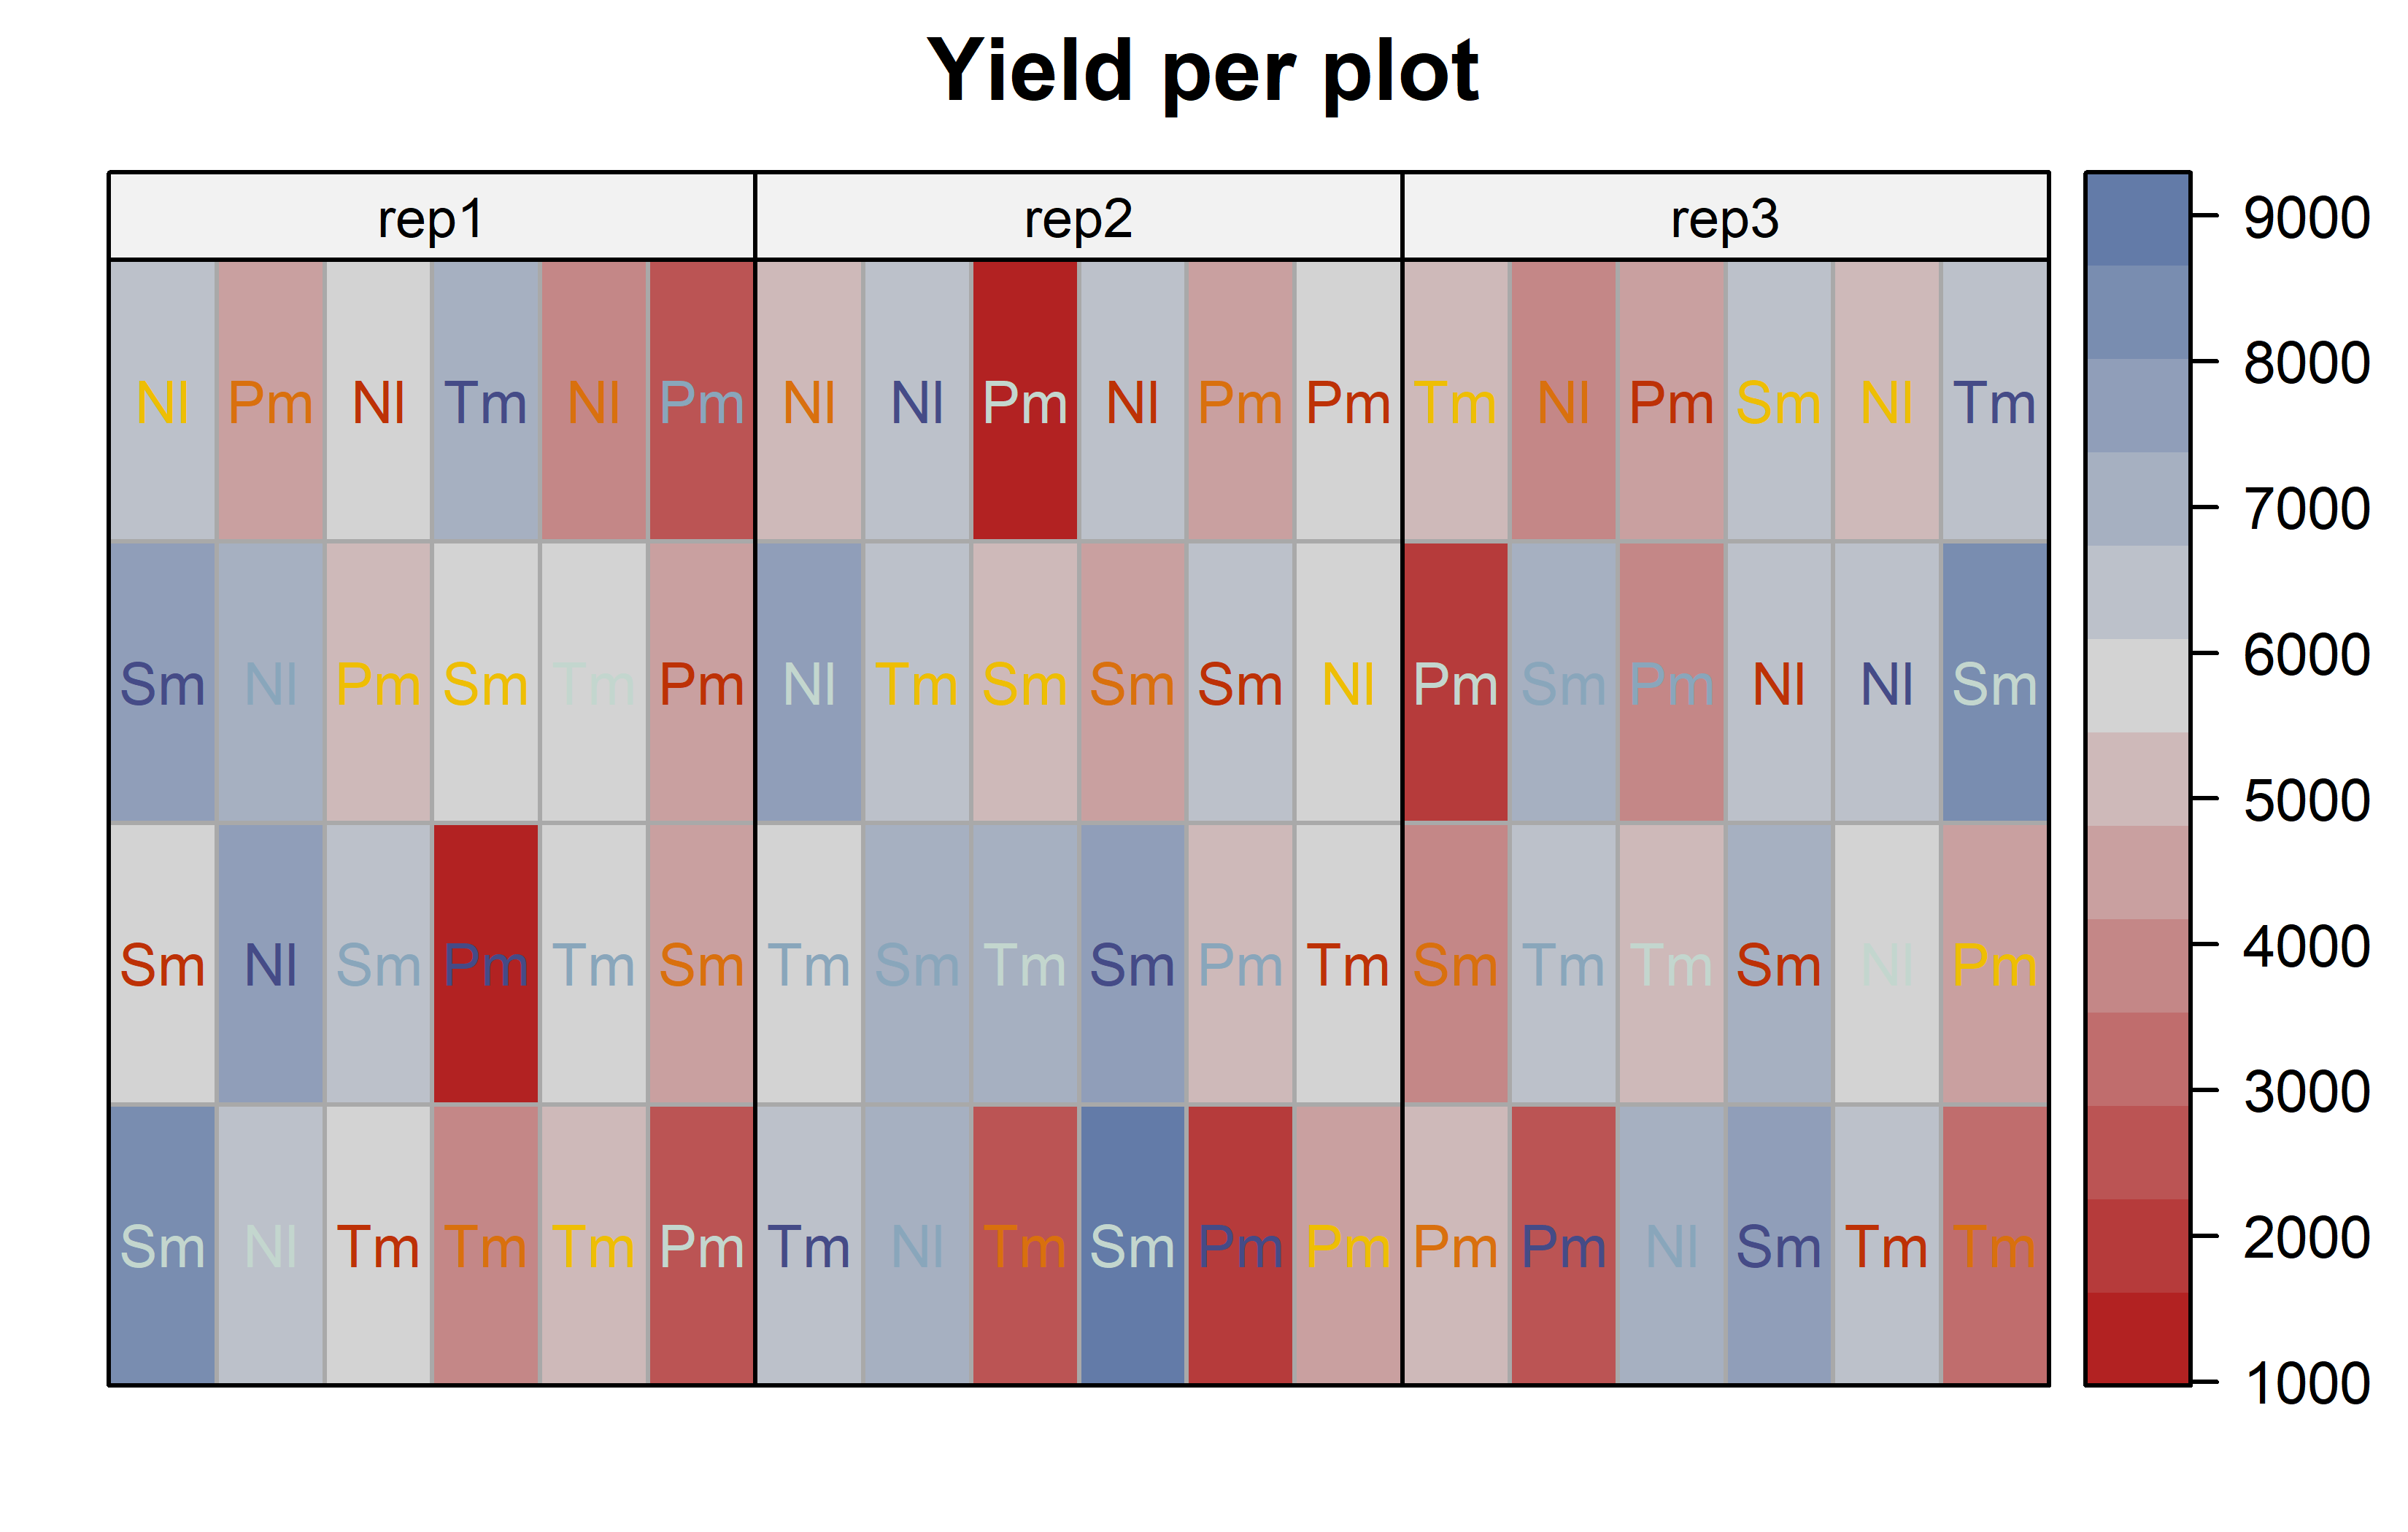 Yield per plot
rep1 rep2 rep3
Nl Pm Nl Tm Nl Pm Nl Nl Pm Nl Pm Pm Tm Nl Pm Sm Nl Tm
Sm Nl Pm Sm Tm Pm Nl Tm Sm Sm Sm Nl Pm Sm Pm Nl Nl Sm
Sm Nl Sm Pm Tm Sm Tm Sm Tm Sm Pm Tm Sm Tm Tm Sm Nl Pm
Sm Nl Tm Tm Tm Pm Tm Nl Tm Sm Pm Pm Pm Pm Nl Sm Tm Tm
9000
8000
7000
6000
5000
4000
3000
2000
1000